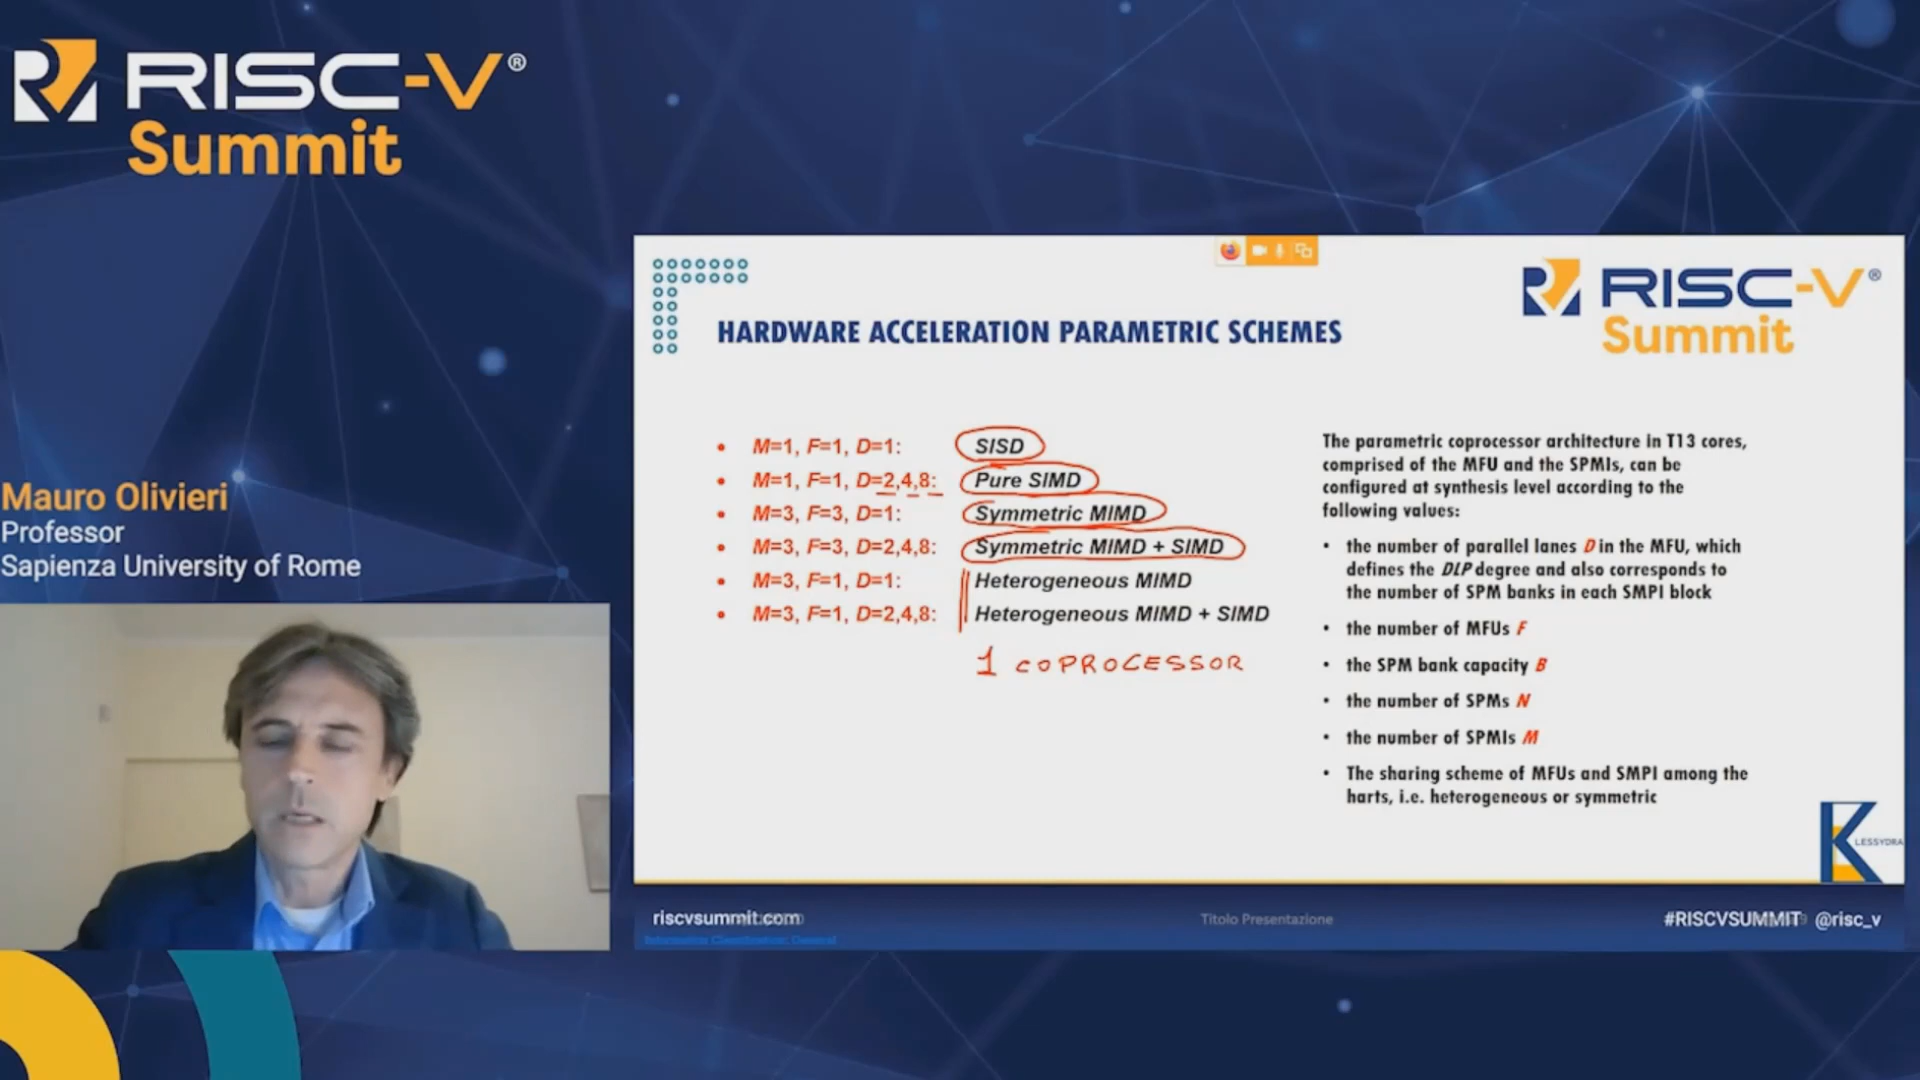 RISC-V®
Summit
Mauro Olivieri
Professor
Sapienza University of Rome
RISC-V®
Summit
HARDWARE ACCELERATION PARAMETRIC SCHEMES
• M=1, F=1, D=1: SISD
• M=1, F=1, D=2,4,8: Pure SIMD
• M=3, F=3, D=1: Symmetric MIMD
• M=3, F=3, D=2,4,8: Symmetric MIMD + SIMD
• M=3, F=1, D=1: Heterogeneous MIMD
• M=3, F=1, D=2,4,8: Heterogeneous MIMD + SIMD
1 COPROCESSOR
The parametric coprocessor architecture in T13 cores,
comprised of the MFU and the SPMIs, can be
configured at synthesis level according to the
following values:
• the number of parallel lanes D in the MFU, which
defines the DLP degree and also corresponds to
the number of SPM banks in each SMPI block
• the number of MFUs F
• the SPM bank capacity B
• the number of SPMs N
• the number of SPMIs M
• The sharing scheme of MFUs and SMPI among the
harts, i.e. heterogeneous or symmetric
KLESSYDRA
riscvsummit.com
Titolo Presentazione
#RISCVSUMMIT @risc_v
Information Classification: General